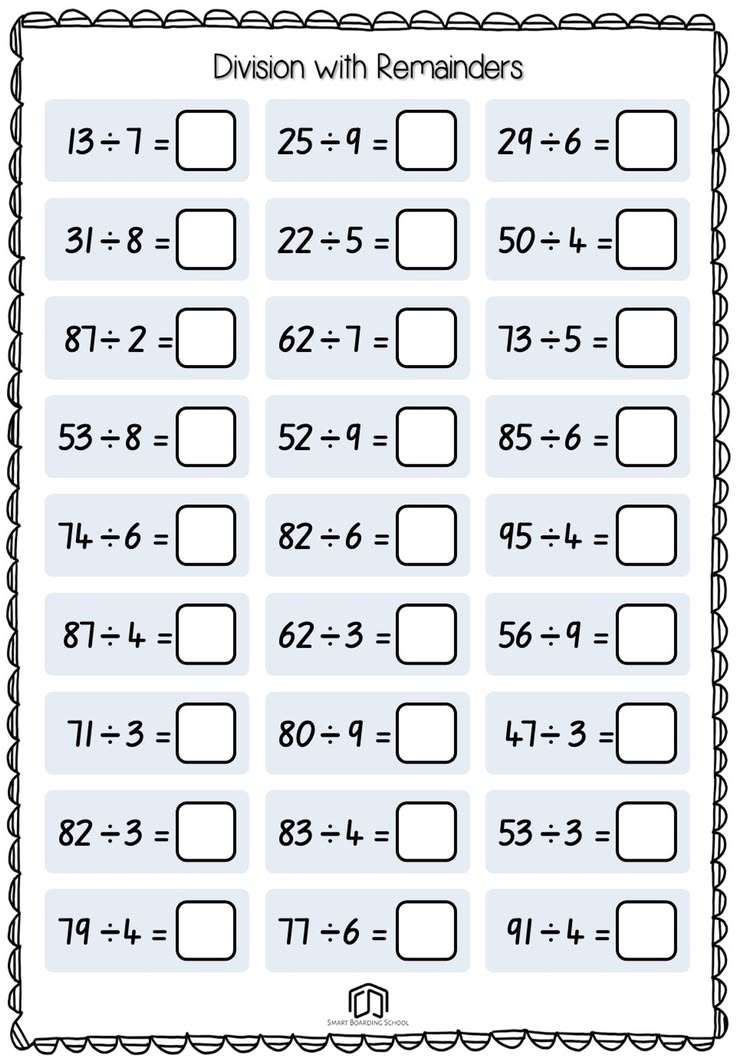 Division with Remainders
13 ÷ 7 = 25 ÷ 9 = 29 ÷ 6 =
31 ÷ 8 = 22 ÷ 5 = 50 ÷ 4 =
87 ÷ 2 = 62 ÷ 7 = 73 ÷ 5 =
53 ÷ 8 = 52 ÷ 9 = 85 ÷ 6 =
74 ÷ 6 = 82 ÷ 6 = 95 ÷ 4 =
87 ÷ 4 = 62 ÷ 3 = 56 ÷ 9 =
71 ÷ 3 = 80 ÷ 9 = 47 ÷ 3 =
82 ÷ 3 = 83 ÷ 4 = 53 ÷ 3 =
79 ÷ 4 = 77 ÷ 6 = 91 ÷ 4 =
SMART BOARDING SCHOOL